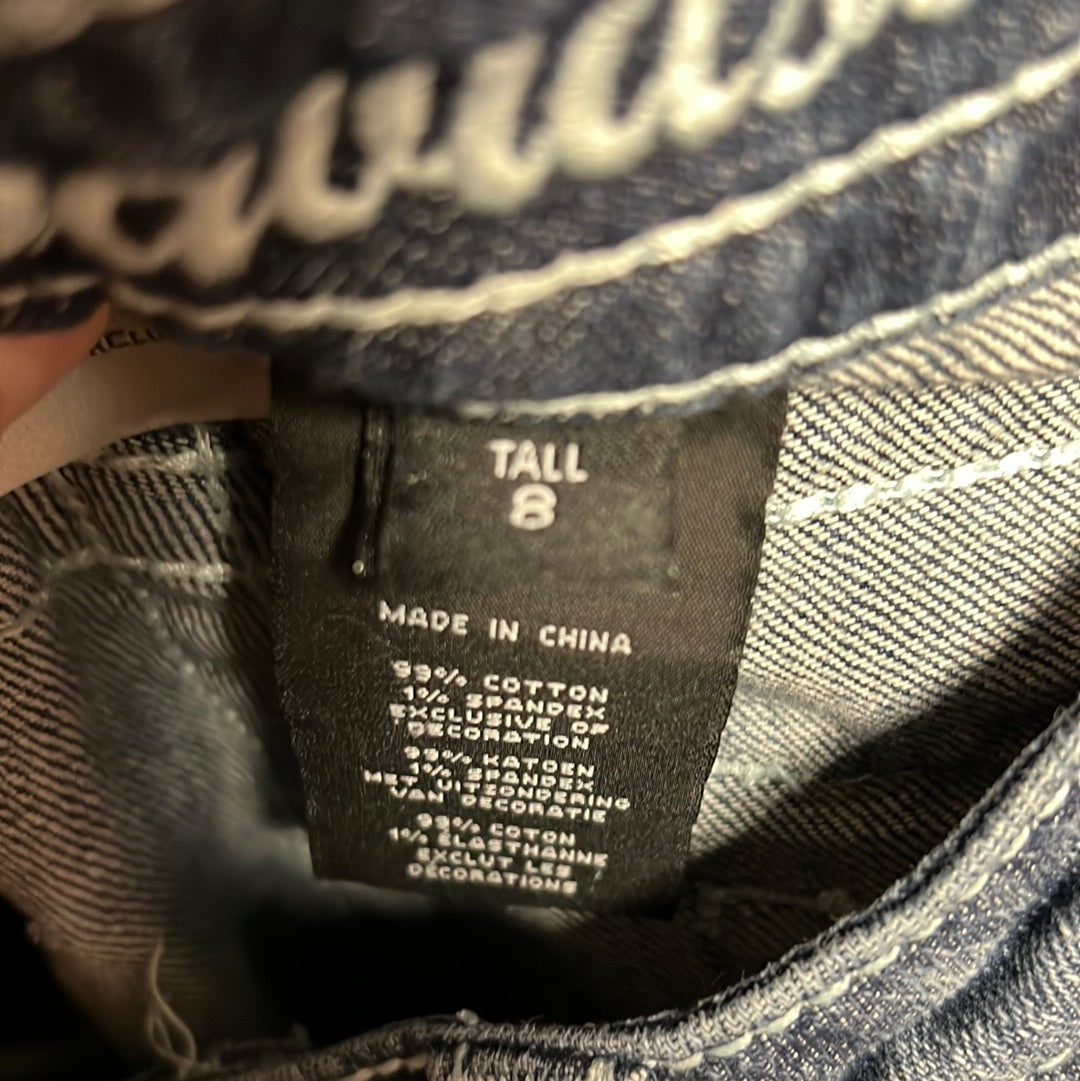 TALL
8
MADE IN CHINA
99% COTTON
1% SPANDEX
EXCLUSIVE OF
DECORATION
99% KATOEN
1% SPANDEX
MET UITZONDERING
VAN DECORATIE
99% COTON
1% ÉLASTHANNE
EXCLUT LES
DÉCORATIONS